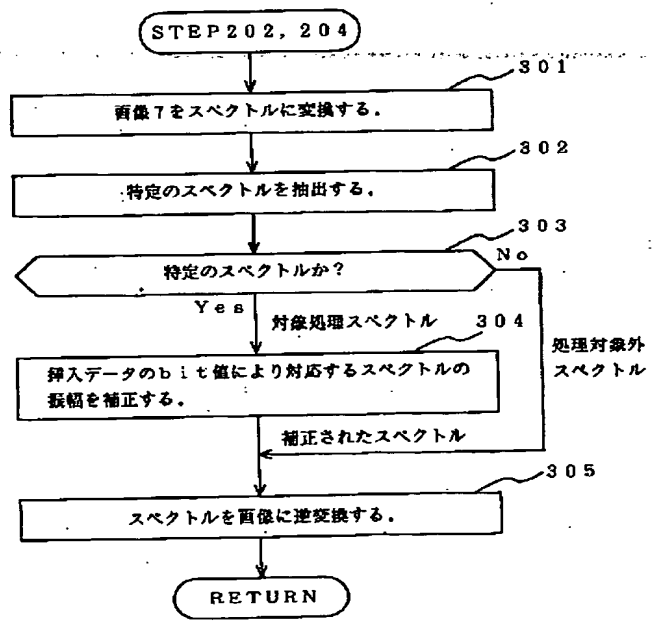 STEP202, 204
301
画像7をスペクトルに変換する.
302
特定のスペクトルを抽出する.
303
特定のスペクトルか?
No
Yes
対象処理スペクトル
304
処理対象外
スペクトル
挿入データのbit値により対応するスペクトルの
振幅を補正する.
補正されたスペクトル
305
スペクトルを画像に逆変換する.
RETURN